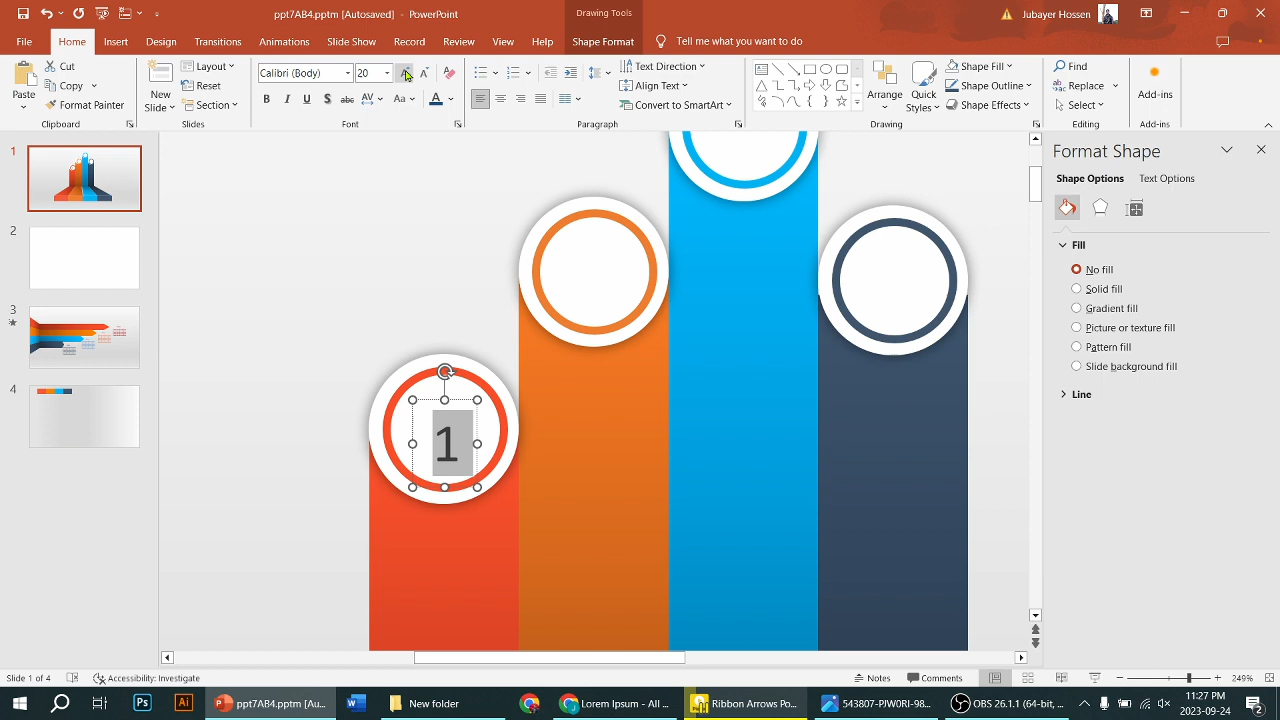 ppt7AB4.pptm [Autosaved] - PowerPoint
Drawing Tools
Jubayer Hossen
File
Home
Insert
Design
Transitions
Animations
Slide Show
Record
Review
View
Help
Shape Format
Tell me what you want to do
Paste
Cut
Copy
Format Painter
Clipboard
New
Slide
Layout
Reset
Section
Slides
Calibri (Body)
20
Font
Text Direction
Align Text
Convert to SmartArt
Paragraph
Arrange
Quick
Styles
Shape Fill
Shape Outline
Shape Effects
Drawing
Find
Replace
Select
Editing
Add-ins
Add-ins
1
2
3
4
1
Format Shape
Shape Options
Text Options
Fill
No fill
Solid fill
Gradient fill
Picture or texture fill
Pattern fill
Slide background fill
Line
Slide 1 of 4
Accessibility: Investigate
Notes
Comments
249%
Ps
Ai
ppt7AB4.pptm [Au...
New folder
Lorem Ipsum - All ...
Ribbon Arrows Po...
543807-PJW0RI-98...
OBS 26.1.1 (64-bit, ...
11:27 PM
2023-09-24
2